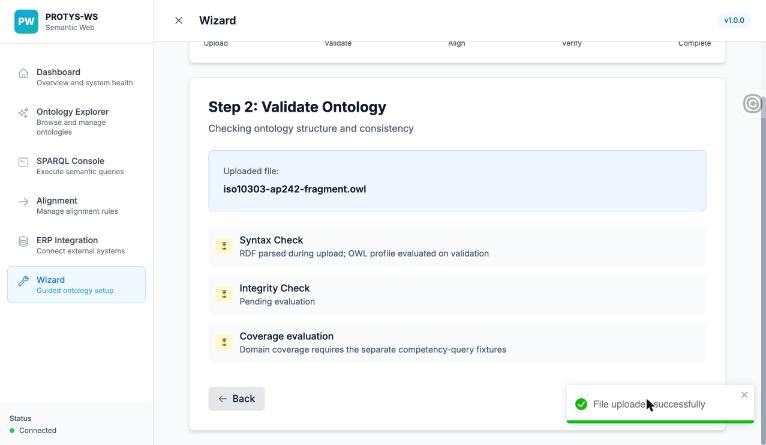 PW
PROTYS-WS
Semantic Web
Wizard
v1.0.0
Upload
Validate
Align
Verify
Complete
Dashboard
Overview and system health
Ontology Explorer
Browse and manage
ontologies
SPARQL Console
Execute semantic queries
Alignment
Manage alignment rules
ERP Integration
Connect external systems
Wizard
Guided ontology setup
Status
Connected
Step 2: Validate Ontology
Checking ontology structure and consistency
Uploaded file:
iso10303-ap242-fragment.owl
Syntax Check
RDF parsed during upload; OWL profile evaluated on validation
Integrity Check
Pending evaluation
Coverage evaluation
Domain coverage requires the separate competency-query fixtures
Back
File uploaded successfully